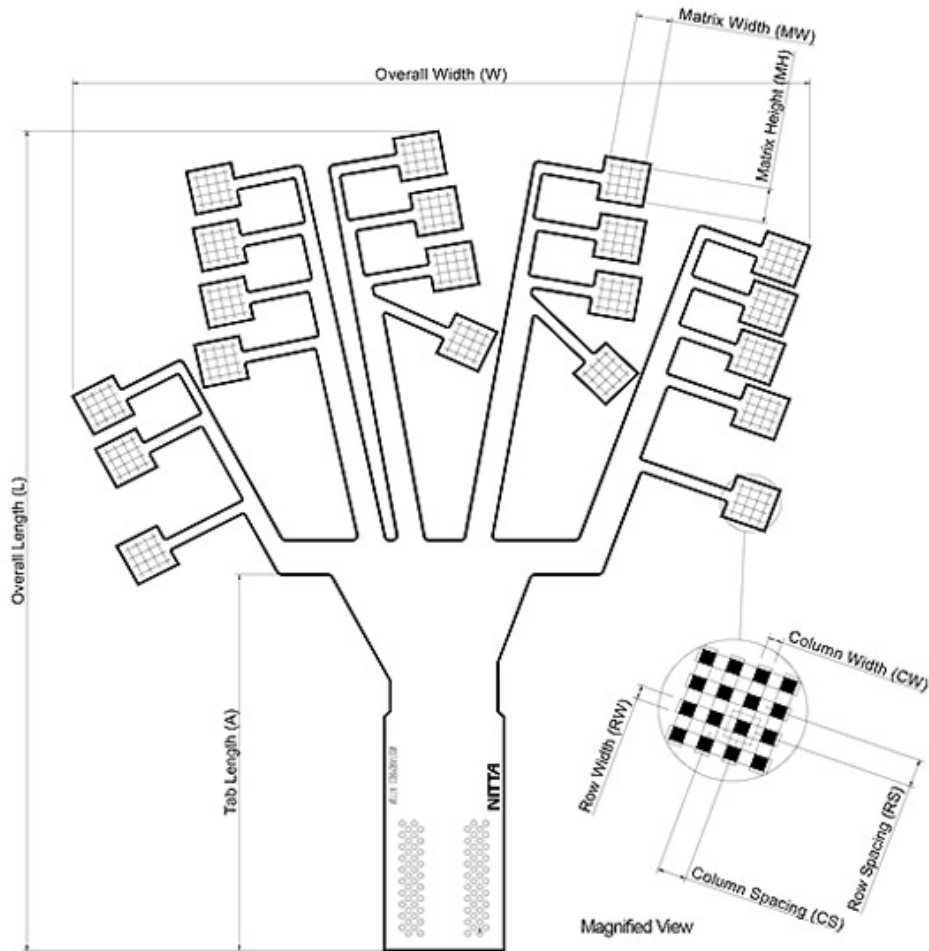 Matrix Width (MW)
Overall Width (W)
Matrix Height (MH)
Overall Length (L)
Column Width (CW)
Row Width (RW)
Tab Length (A)
NITTA
Row Spacing (RS)
Column Spacing (CS)
Magnified View